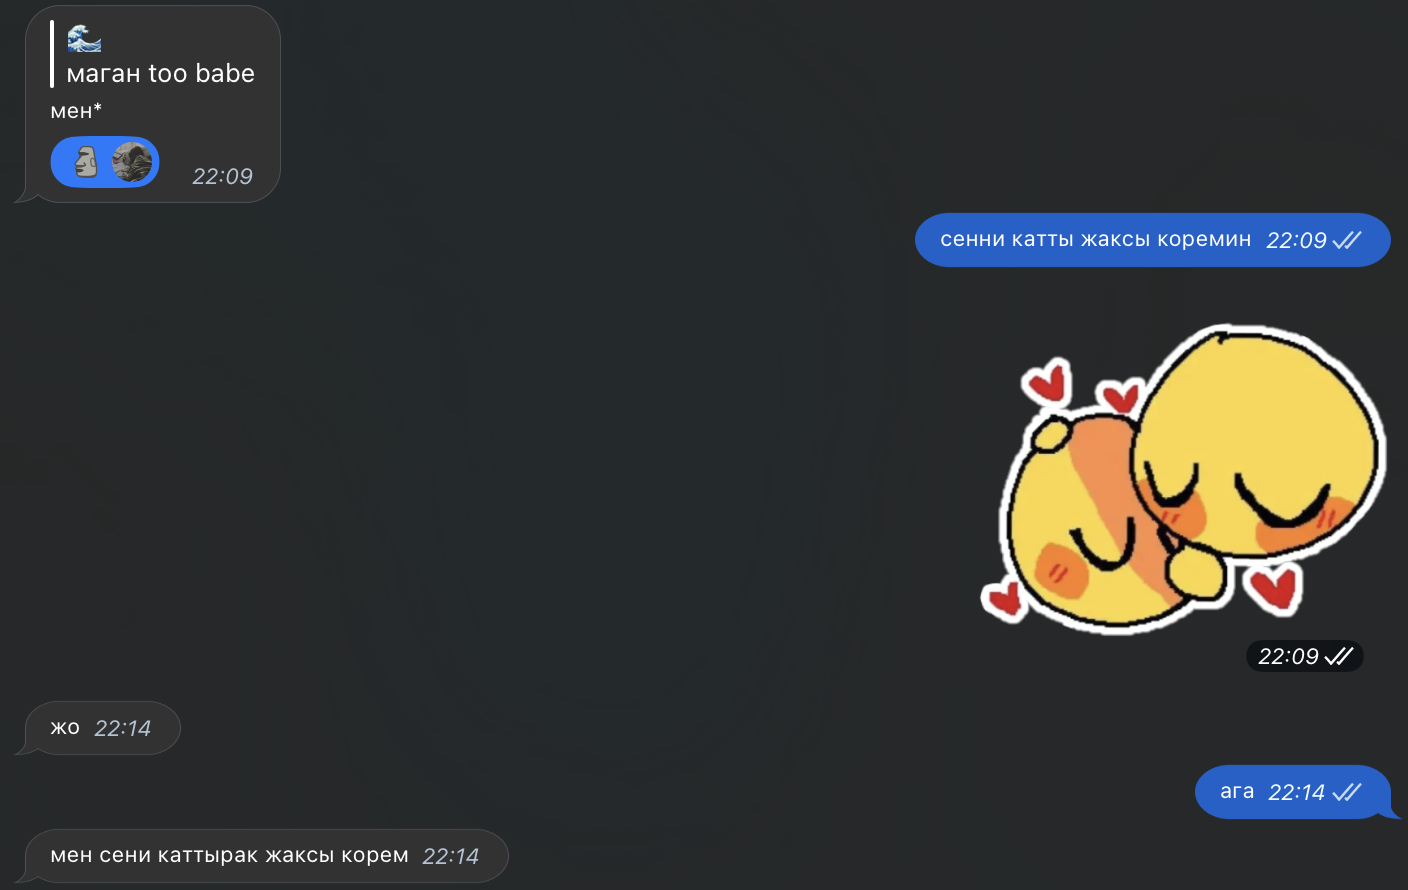 маган too babe
мен*
22:09
сенни катты жаксы коремин 22:09
22:09
жо 22:14
ага 22:14
мен сени каттырак жаксы корем 22:14